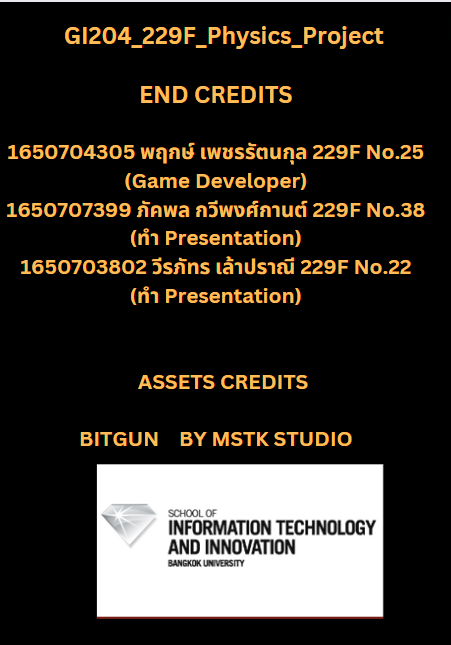 GI204_229F_Physics_Project
END CREDITS
1650704305 พฤกษ์ เพชรรัตนกุล 229F No.25
(Game Developer)
1650707399 ภัคพล กวีพงศ์กานต์ 229F No.38
(ทำ Presentation)
1650703802 วีรภัทร เล้าปราณี 229F No.22
(ทำ Presentation)
ASSETS CREDITS
BITGUN BY MSTK STUDIO
SCHOOL OF
INFORMATION TECHNOLOGY
AND INNOVATION
BANGKOK UNIVERSITY